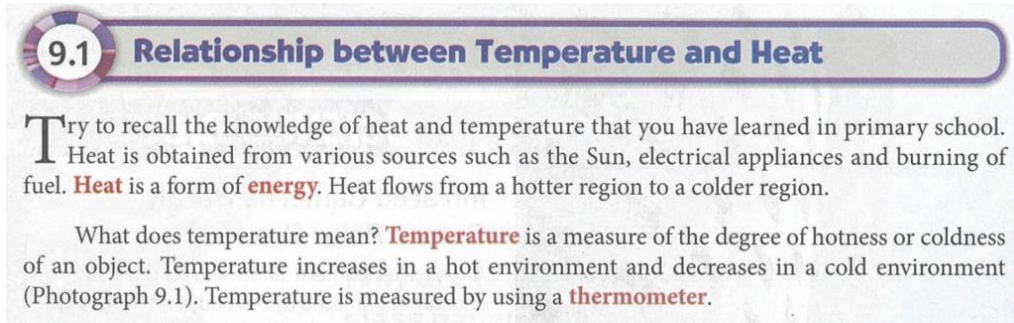 9.1 Relationship between Temperature and Heat
Try to recall the knowledge of heat and temperature that you have learned in primary school.
Heat is obtained from various sources such as the Sun, electrical appliances and burning of
fuel. Heat is a form of energy. Heat flows from a hotter region to a colder region.
What does temperature mean? Temperature is a measure of the degree of hotness or coldness
of an object. Temperature increases in a hot environment and decreases in a cold environment
(Photograph 9.1). Temperature is measured by using a thermometer.